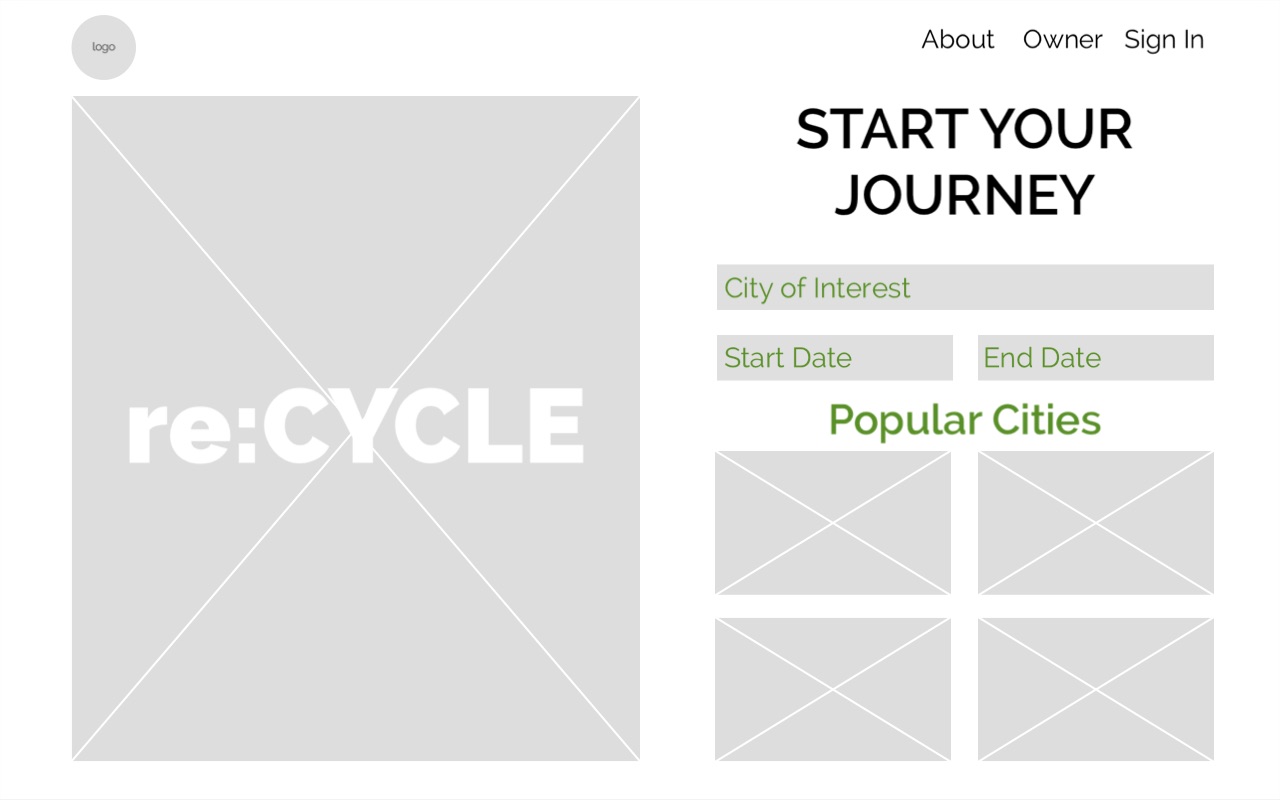 logo
About Owner Sign In
START YOUR
JOURNEY
re:CYCLE
City of Interest
Start Date End Date
Popular Cities